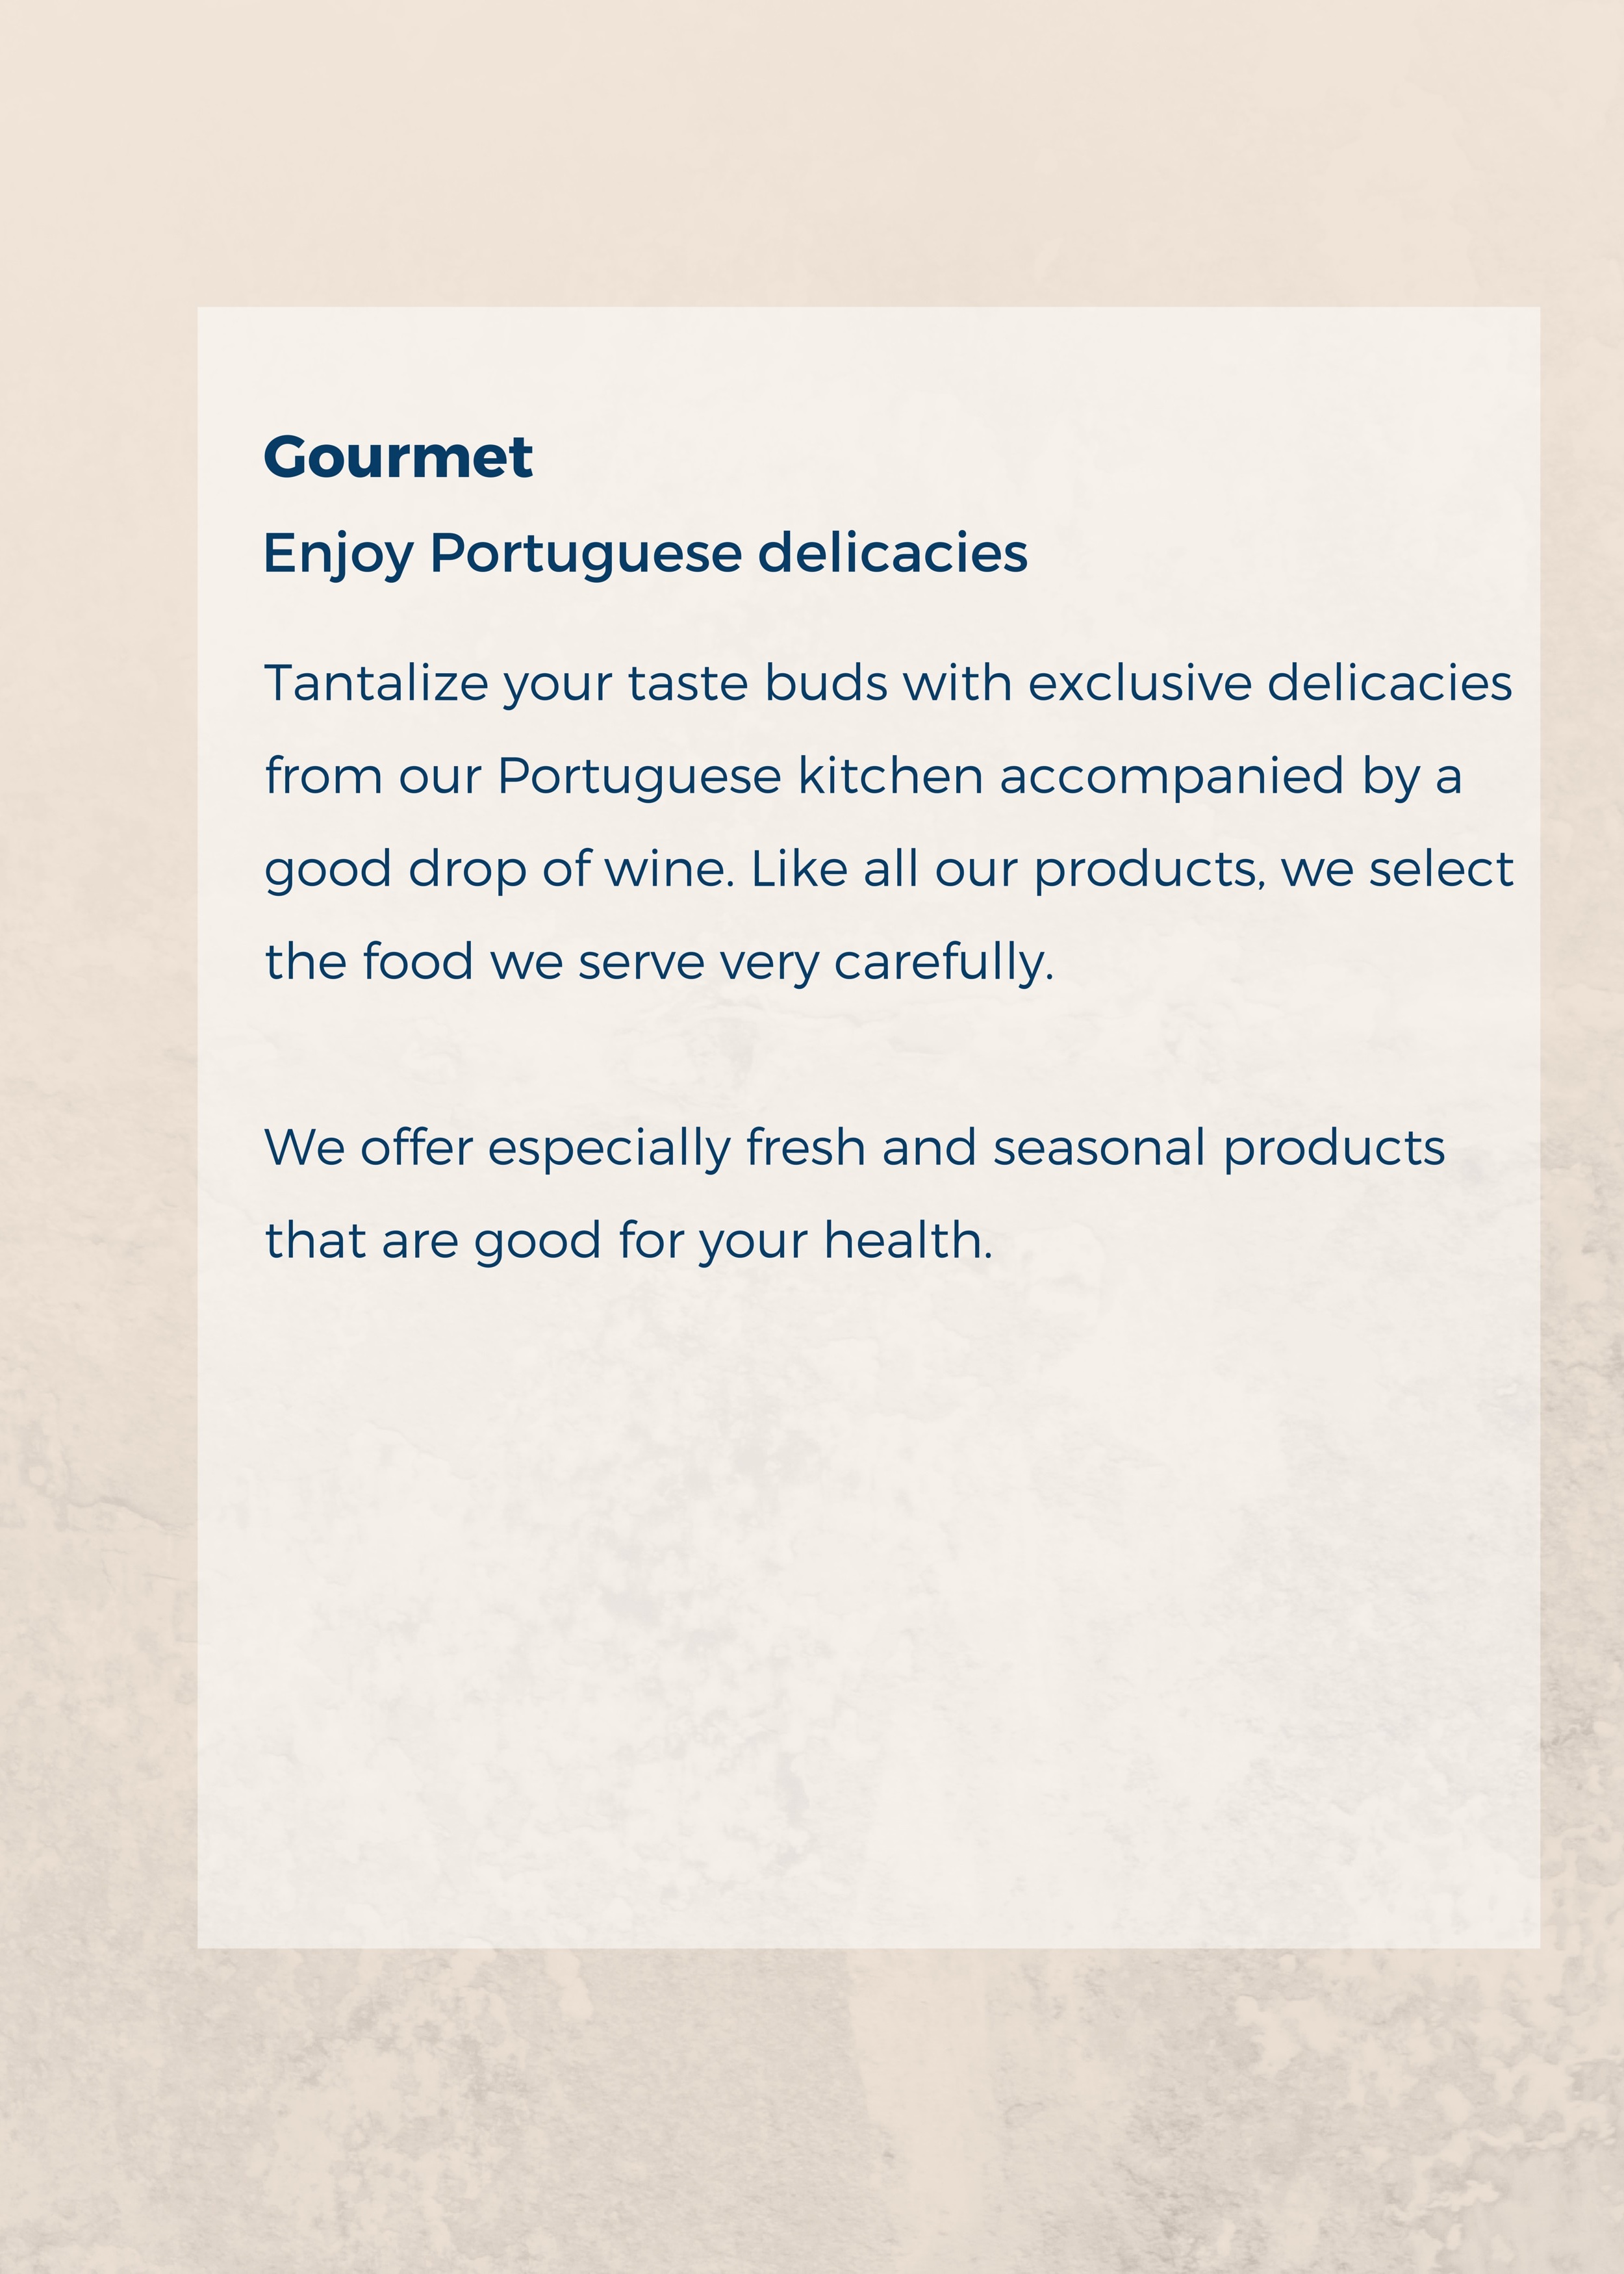 Gourmet
Enjoy Portuguese delicacies
Tantalize your taste buds with exclusive delicacies
from our Portuguese kitchen accompanied by a
good drop of wine. Like all our products, we select
the food we serve very carefully.
We offer especially fresh and seasonal products
that are good for your health.